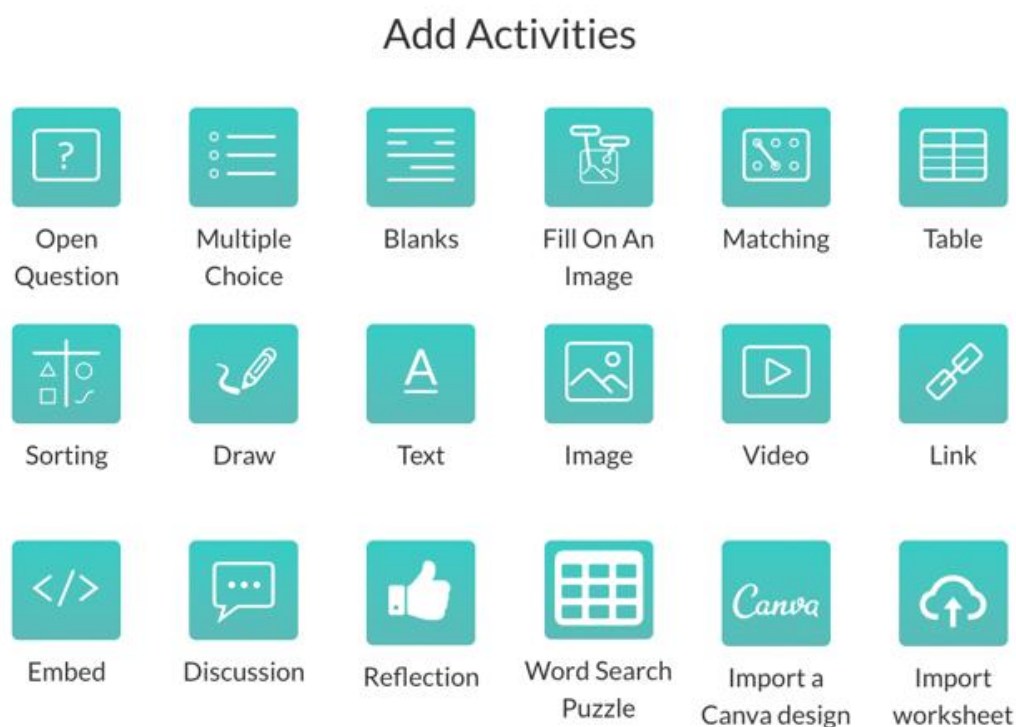 Add Activities
?
Open Question
Multiple Choice
Blanks
Fill On An Image
Matching
Table
Sorting
Draw
A
Text
Image
Video
Link
</>
Embed
Discussion
Reflection
Word Search Puzzle
Canva
Import a Canva design
Import worksheet